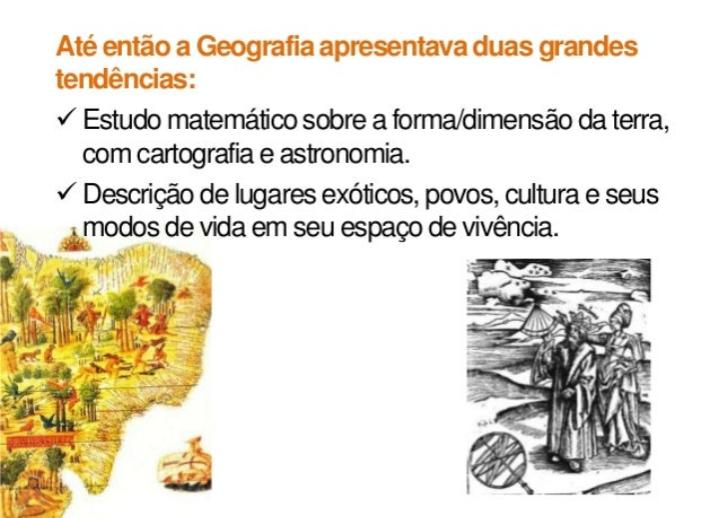 Até então a Geografia apresentava duas grandes
tendências:
✓ Estudo matemático sobre a forma/dimensão da terra,
com cartografia e astronomia.
✓ Descrição de lugares exóticos, povos, cultura e seus
modos de vida em seu espaço de vivência.